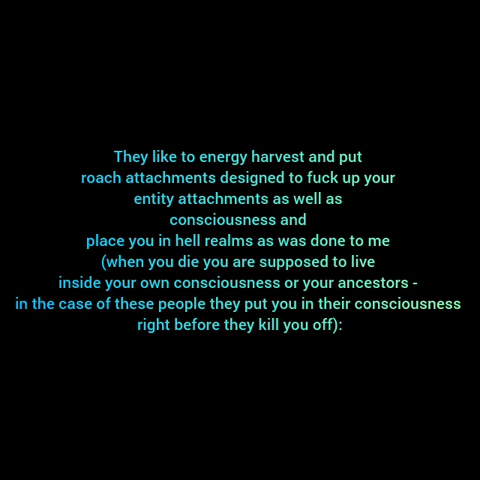 They like to energy harvest and put
roach attachments designed to fuck up your
entity attachments as well as
consciousness and
place you in hell realms as was done to me
(when you die you are supposed to live
inside your own consciousness or your ancestors -
in the case of these people they put you in their consciousness
right before they kill you off):